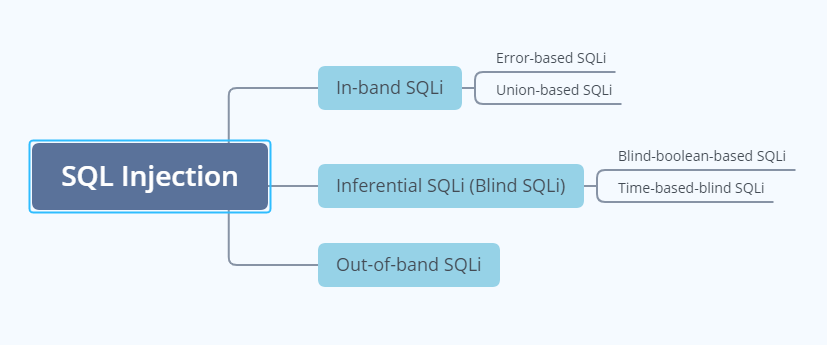 SQL Injection
In-band SQLi
Error-based SQLi
Union-based SQLi
Inferential SQLi (Blind SQLi)
Blind-boolean-based SQLi
Time-based-blind SQLi
Out-of-band SQLi